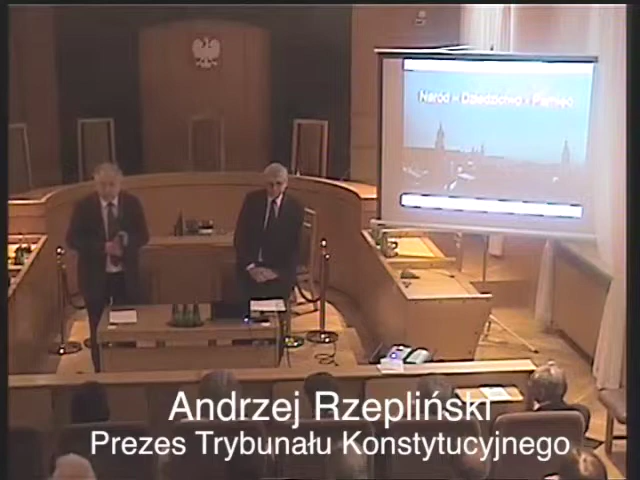 Naród – Dziedzictwo i Pamięć
Andrzej Rzepliński
Prezes Trybunału Konstytucyjnego